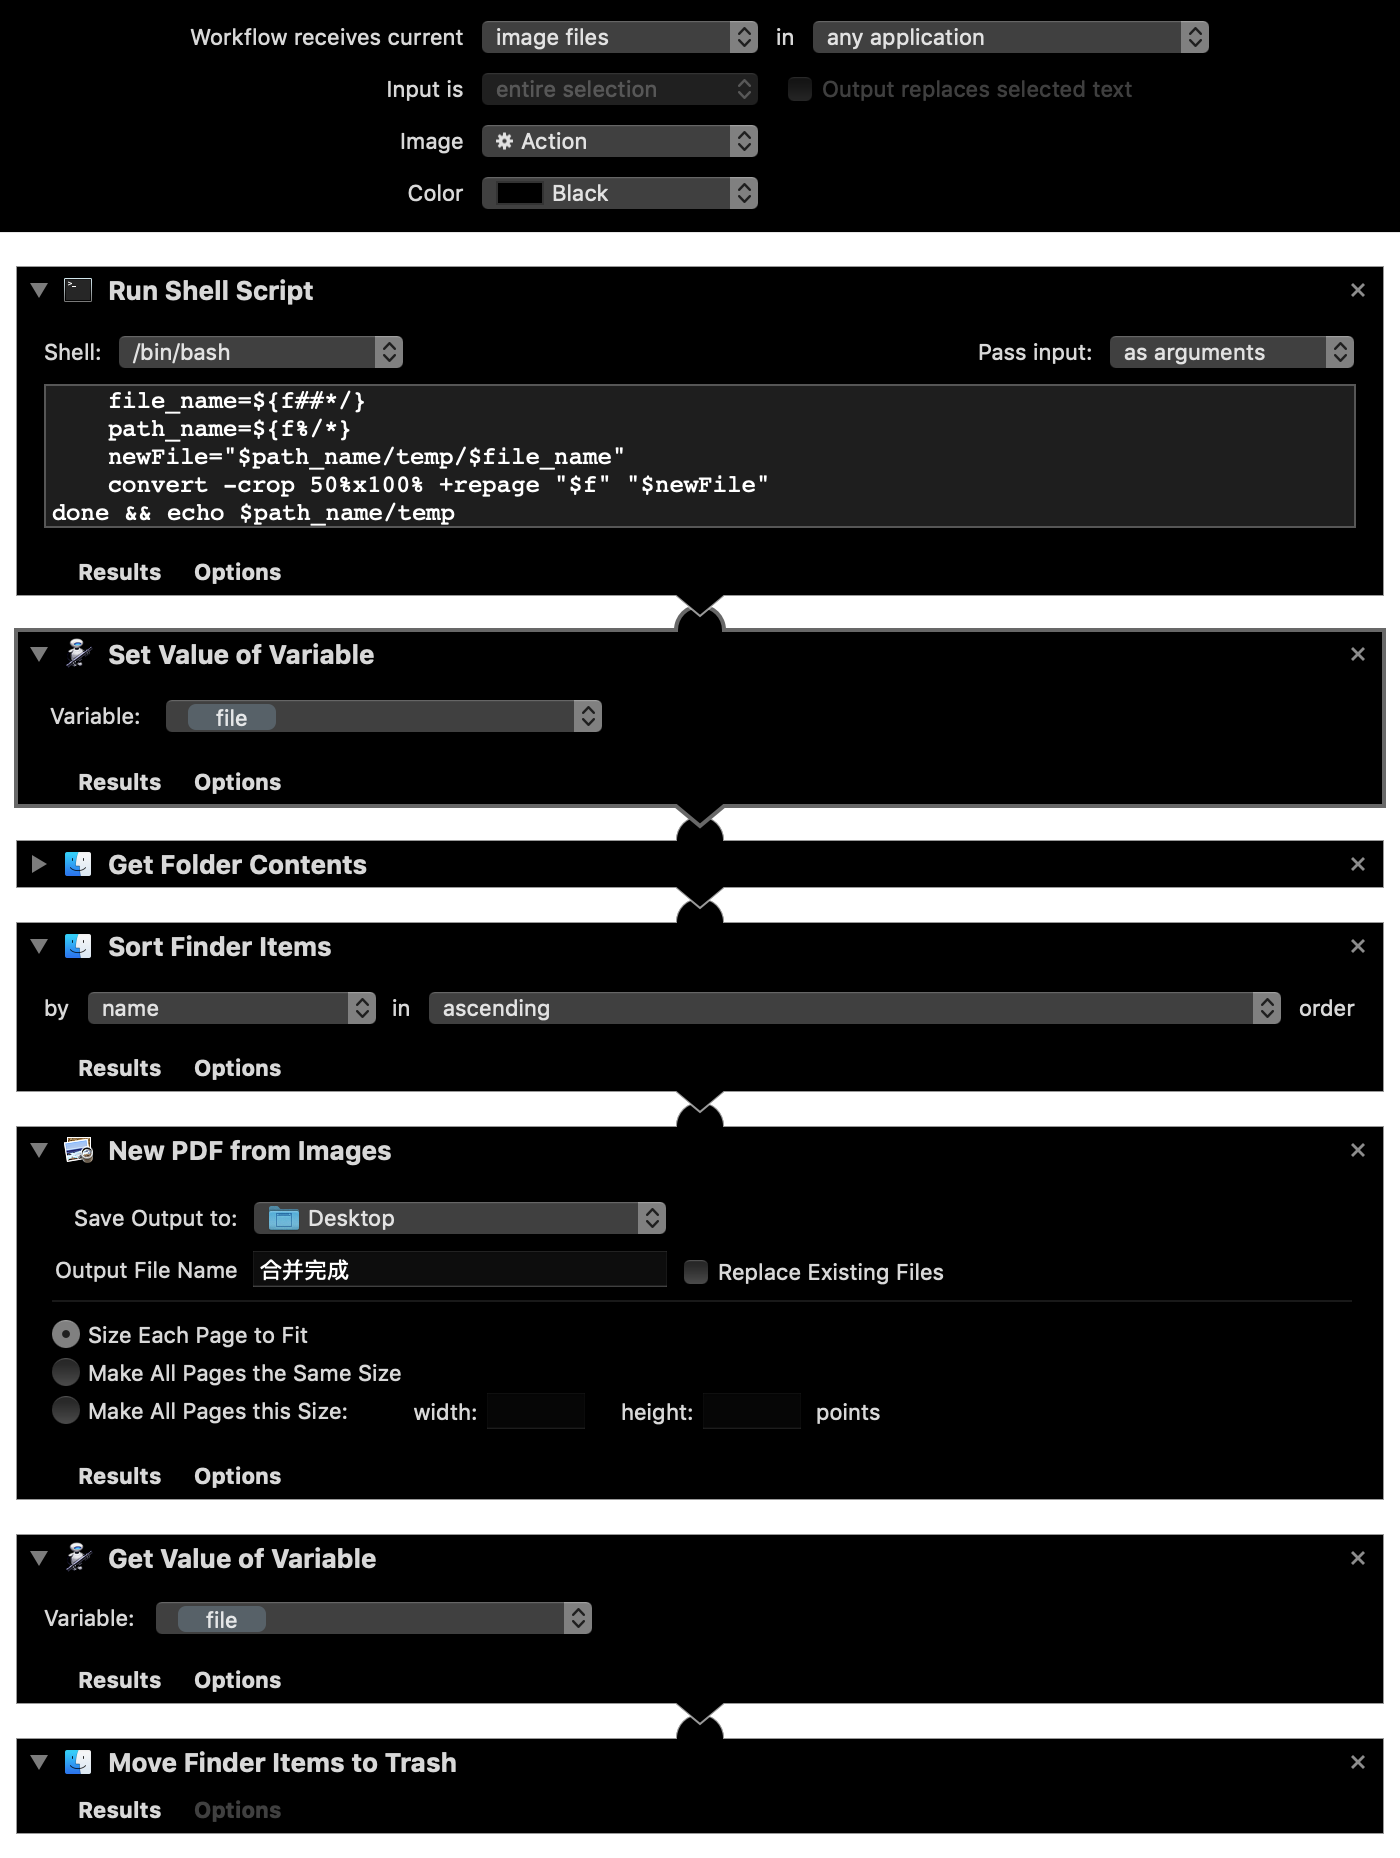 Workflow receives current image files in any application
Input is entire selection Output replaces selected text
Image Action
Color Black
Run Shell Script
Shell: /bin/bash Pass input: as arguments
file_name=${f##*/}
path_name=${f%/*}
newFile="$path_name/temp/$file_name"
convert -crop 50%x100% +repage "$f" "$newFile"
done && echo $path_name/temp
Results Options
Set Value of Variable
Variable: file
Results Options
Get Folder Contents
Sort Finder Items
by name in ascending order
Results Options
New PDF from Images
Save Output to: Desktop
Output File Name 合并完成 Replace Existing Files
Size Each Page to Fit
Make All Pages the Same Size
Make All Pages this Size: width: height: points
Results Options
Get Value of Variable
Variable: file
Results Options
Move Finder Items to Trash
Results Options